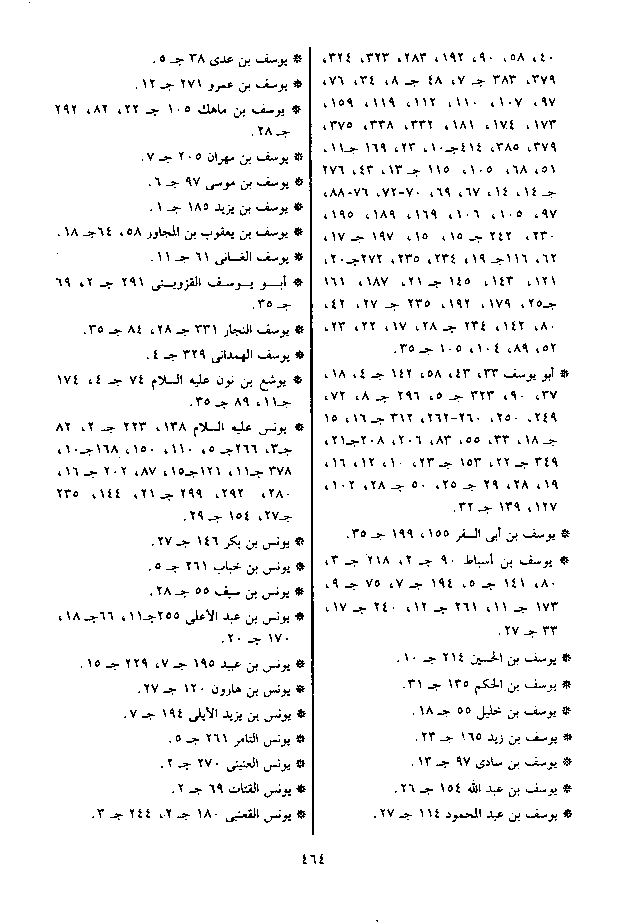 ٤٠، ٥٨، ٩٠، ١٩٢، ٢٨٣، ٣٢٣، ٣٢٤،
٣٧٩، ٣٨٣ جـ ٧، ٤٨ جـ ٨، ٣٤، ٧٦،
٩٧، ١٠٧، ١١٠، ١١٢، ١١٩، ١٥٩،
١٧٣، ١٧٤، ١٨١، ٣٣٢، ٣٣٨، ٣٧٥،
٣٧٩، ٣٨٥، ٤١٤جـ١٠، ٢٣، ١٦٩ جـ١١،
٥١، ٦٨، ١٠٥، ١١٥ جـ ١٣، ٤٣، ٢٧٦
جـ ١٤، ١٤، ٦٧، ٦٩، ٧٠-٧٢، ٧٦-٨٨،
٩٧، ١٠٥، ١٠٦، ١٦٩، ١٨٩، ١٩٥،
٢٣٠، ٢٤٢ جـ ١٥، ١٥، ١٩٧ جـ ١٧،
٦٢، ١١٦جـ ١٩، ٢٣٤، ٢٣٥، ٢٧٢جـ٢٠،
١٢١، ١٤٣، ١٤٥ جـ ٢١، ١٨٧، ١٦١
جـ٢٥، ١٧٩، ١٩٢، ٢٣٥ جـ ٢٧، ٤٢،
٨٠، ١٤٢، ٢٣٤ جـ ٢٨، ١٧، ٢٢، ٢٣،
٥٢، ٨٩، ١٠٤، ١٠٥ جـ ٣٥.
* أبو يوسف ٣٣، ٤٣، ٥٨، ١٤٢ جـ ٤، ١٨،
٣٧، ٩٠، ٣٢٣ جـ ٥، ٢٩٦ جـ ٨، ٧٢،
٢٤٩، ٢٥٠، ٢٦٠-٢٦٢، ٣١٢ جـ١٦، ١٥
جـ ١٨، ٣٣، ٥٥، ٨٣، ٢٠٦، ٢٠٨جـ٢١،
٣٤٩ جـ ٢٢، ١٥٣ جـ ٢٣، ١٠، ١٢، ١٦،
١٩، ٢٨، ٢٩ جـ ٢٥، ٥٠ جـ ٢٨، ١٠٢،
١٢٧، ١٣٩ جـ ٣٢.
* يوسف بن أبى السفر ١٥٥، ١٩٩ جـ ٣٥.
* يوسف بن أسباط ٩٠ جـ ٢، ٢١٨ جـ ٣،
٨٠، ١٤١ جـ ٥، ١٩٤ جـ ٧، ٧٥ جـ ٩،
١٧٣ جـ ١١، ٢٦١ جـ ١٢، ٢٤٠ جـ ١٧،
٣٣ جـ ٢٧.
* يوسف بن الحسين ٢١٤ جـ ١٠.
* يوسف بن الحكم ١٣٥ جـ ٣١.
* يوسف بن خليل ٥٥ جـ ١٨.
* يوسف بن زيد ١٦٥ جـ ٢٣.
* يوسف بن سادى ٩٧ جـ ١٣.
* يوسف بن عبد الله ١٥٤ جـ ٢٦.
* يوسف بن عبد المحمود ١١٤ جـ ٢٧.
* يوسف بن عدى ٣٨ جـ ٥.
* يوسف بن عمرو ٢٧١ جـ ١٢.
* يوسف بن ماهك ١٠٥ جـ ٢٢، ٨٢، ٢٩٢
جـ ٢٨.
* يوسف بن مهران ٢٠٥ جـ ٧.
* يوسف بن موسى ٩٧ جـ ٦.
* يوسف بن يزيد ١٨٥ جـ ١.
* يوسف بن يعقوب بن المجاور ٥٨، ٦٤جـ ١٨.
* يوسف الغسانى ٦١ جـ ١١.
* أبـو يـوسف القزوينى ٢٩١ جـ ٢، ٦٩
جـ ٣٥.
* يوسف النجار ٣٣١ جـ ٢٨، ٨٤ جـ ٣٥.
* يوسف الهمدانى ٣٢٩ جـ ٤.
* يوشع بن نون عليه السلام ٧٤ جـ ٤، ١٧٤
جـ١١، ٨٩ جـ ٣٥.
* يونس عليه السلام ١٣٨، ٢٢٣ جـ ٢، ٨٢
جـ٣، ٢٦٦جـ ٥، ١١٠، ١٥٠، ١٦٨جـ١٠،
٣٧٨ جـ١١، ١٢١جـ١٥، ٨٧، ٢٠٢ جـ ١٦،
٢٨٠، ٢٩٢، ٢٩٩ جـ ٢١، ١٤٤، ٢٣٥
جـ٢٧، ١٥٤ جـ ٢٩.
* يونس بن بكر ١٤٦ جـ ٢٧.
* يونس بن خباب ٢٦١ جـ ٥.
* يونس بن سيف ٥٥ جـ ٢٨.
* يونس بن عبد الأعلى ٢٥٥جـ١١، ٦٦جـ ١٨،
١٧٠ جـ ٢٠.
* يونس بن عبيد ١٩٥ جـ ٧، ٢٢٩ جـ ١٥.
* يونس بن هارون ١٢٠ جـ ٢٧.
* يونس بن يزيد الأيلى ١٩٤ جـ ٧.
* يونس التامر ٢٦١ جـ ٥.
* يونس العتينى ٢٧٠ جـ ٢.
* يونس القتات ٦٩ جـ ٢.
* يونس القعنبى ١٨٠ جـ ٢، ٢٤٤ جـ ٣.
٤٦٤